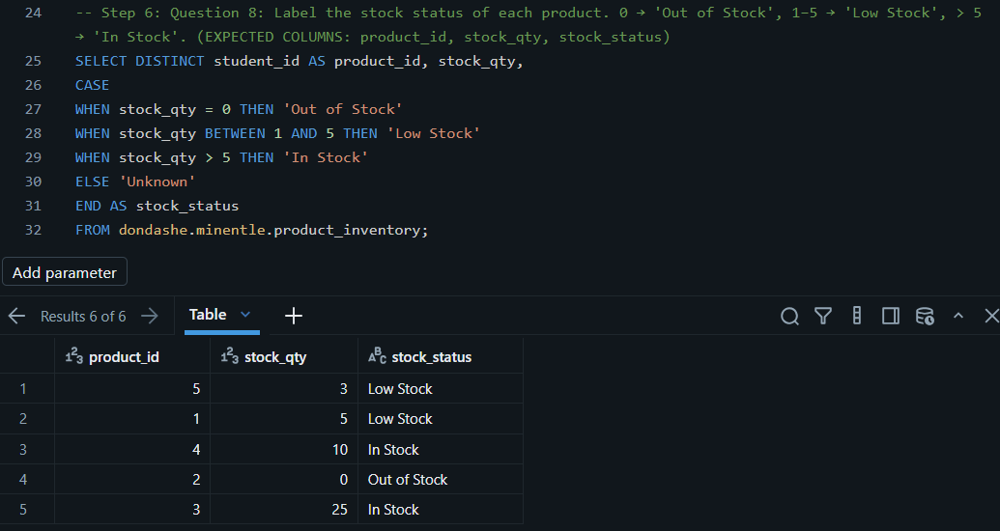 24 -- Step 6: Question 8: Label the stock status of each product. 0 → 'Out of Stock', 1–5 → 'Low Stock', > 5
→ 'In Stock'. (EXPECTED COLUMNS: product_id, stock_qty, stock_status)
25 SELECT DISTINCT student_id AS product_id, stock_qty,
26 CASE
27 WHEN stock_qty = 0 THEN 'Out of Stock'
28 WHEN stock_qty BETWEEN 1 AND 5 THEN 'Low Stock'
29 WHEN stock_qty > 5 THEN 'In Stock'
30 ELSE 'Unknown'
31 END AS stock_status
32 FROM dondashe.minentle.product_inventory;
Add parameter
Results 6 of 6 Table
123 product_id 123 stock_qty ABC stock_status
1 5 3 Low Stock
2 1 5 Low Stock
3 4 10 In Stock
4 2 0 Out of Stock
5 3 25 In Stock